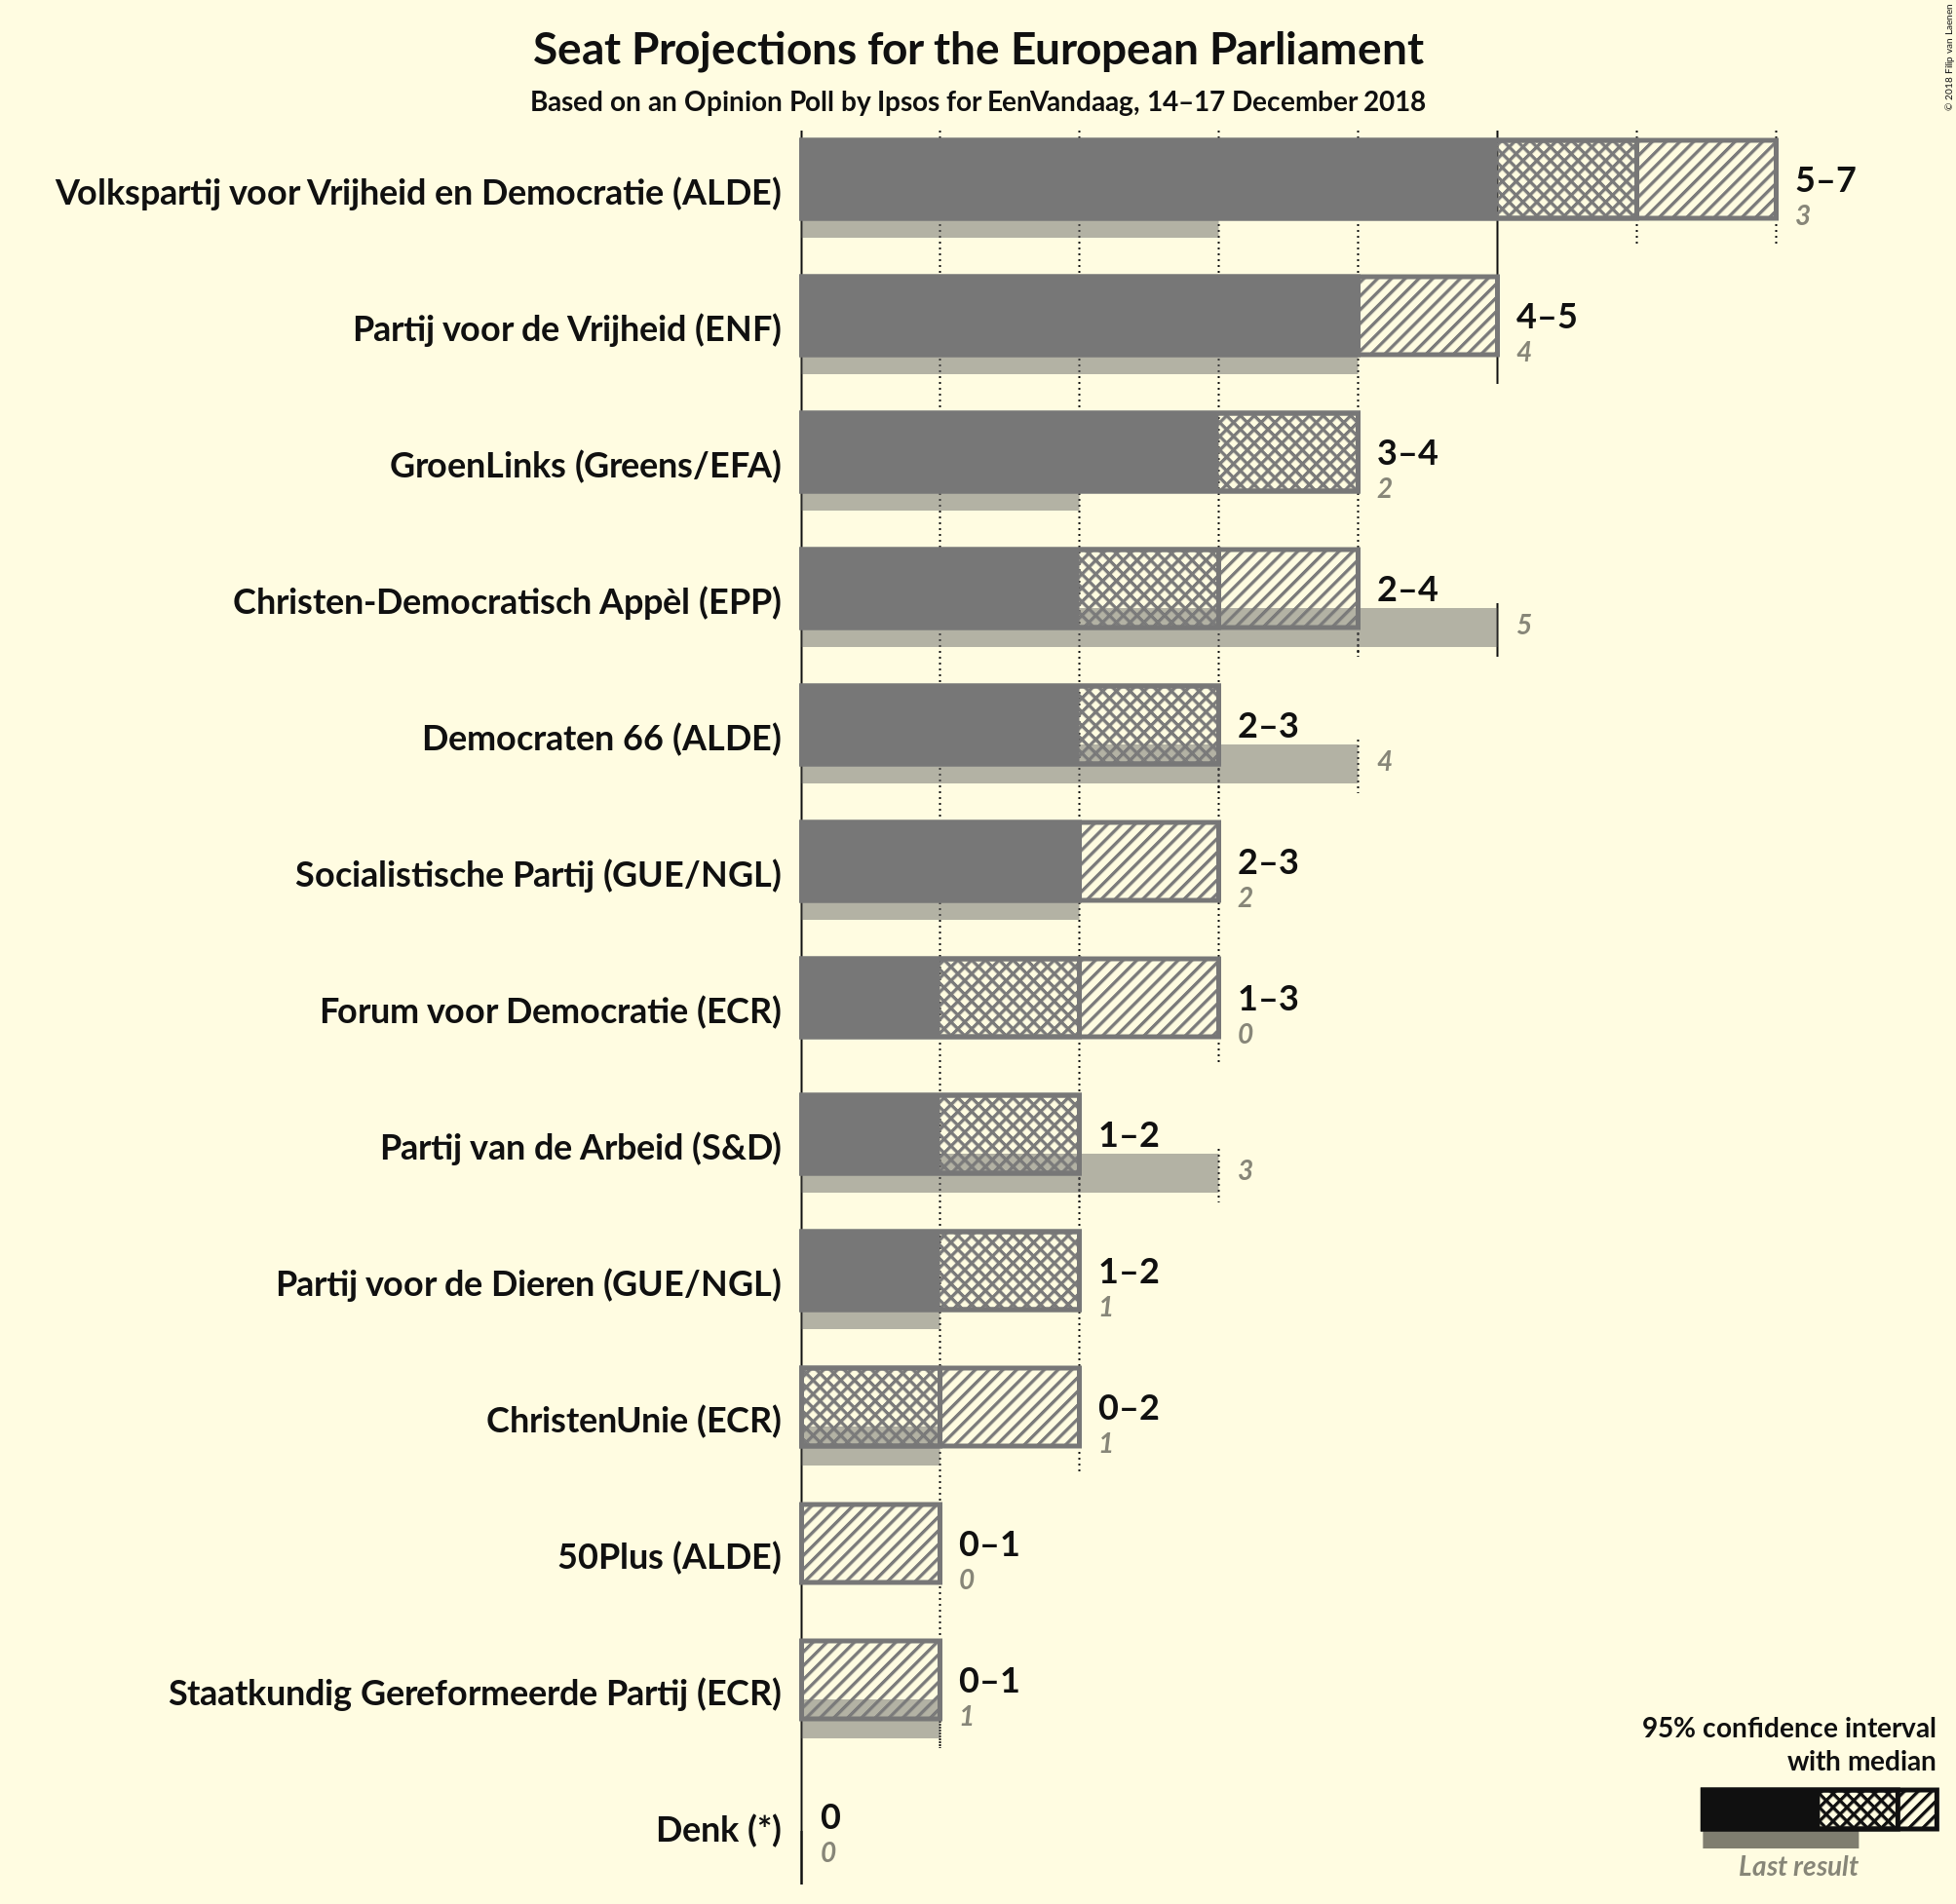 Seat Projections for the European Parliament
Based on an Opinion Poll by Ipsos for EenVandaag, 14–17 December 2018
© 2018 Filip van Laenen
Volkspartij voor Vrijheid en Democratie (ALDE)
5–7
3
Partij voor de Vrijheid (ENF)
4–5
4
GroenLinks (Greens/EFA)
3–4
2
Christen-Democratisch Appèl (EPP)
2–4
5
Democraten 66 (ALDE)
2–3
4
Socialistische Partij (GUE/NGL)
2–3
2
Forum voor Democratie (ECR)
1–3
0
Partij van de Arbeid (S&D)
1–2
3
Partij voor de Dieren (GUE/NGL)
1–2
1
ChristenUnie (ECR)
0–2
1
50Plus (ALDE)
0–1
0
Staatkundig Gereformeerde Partij (ECR)
0–1
1
Denk (*)
0
0
95% confidence interval
with median
Last result